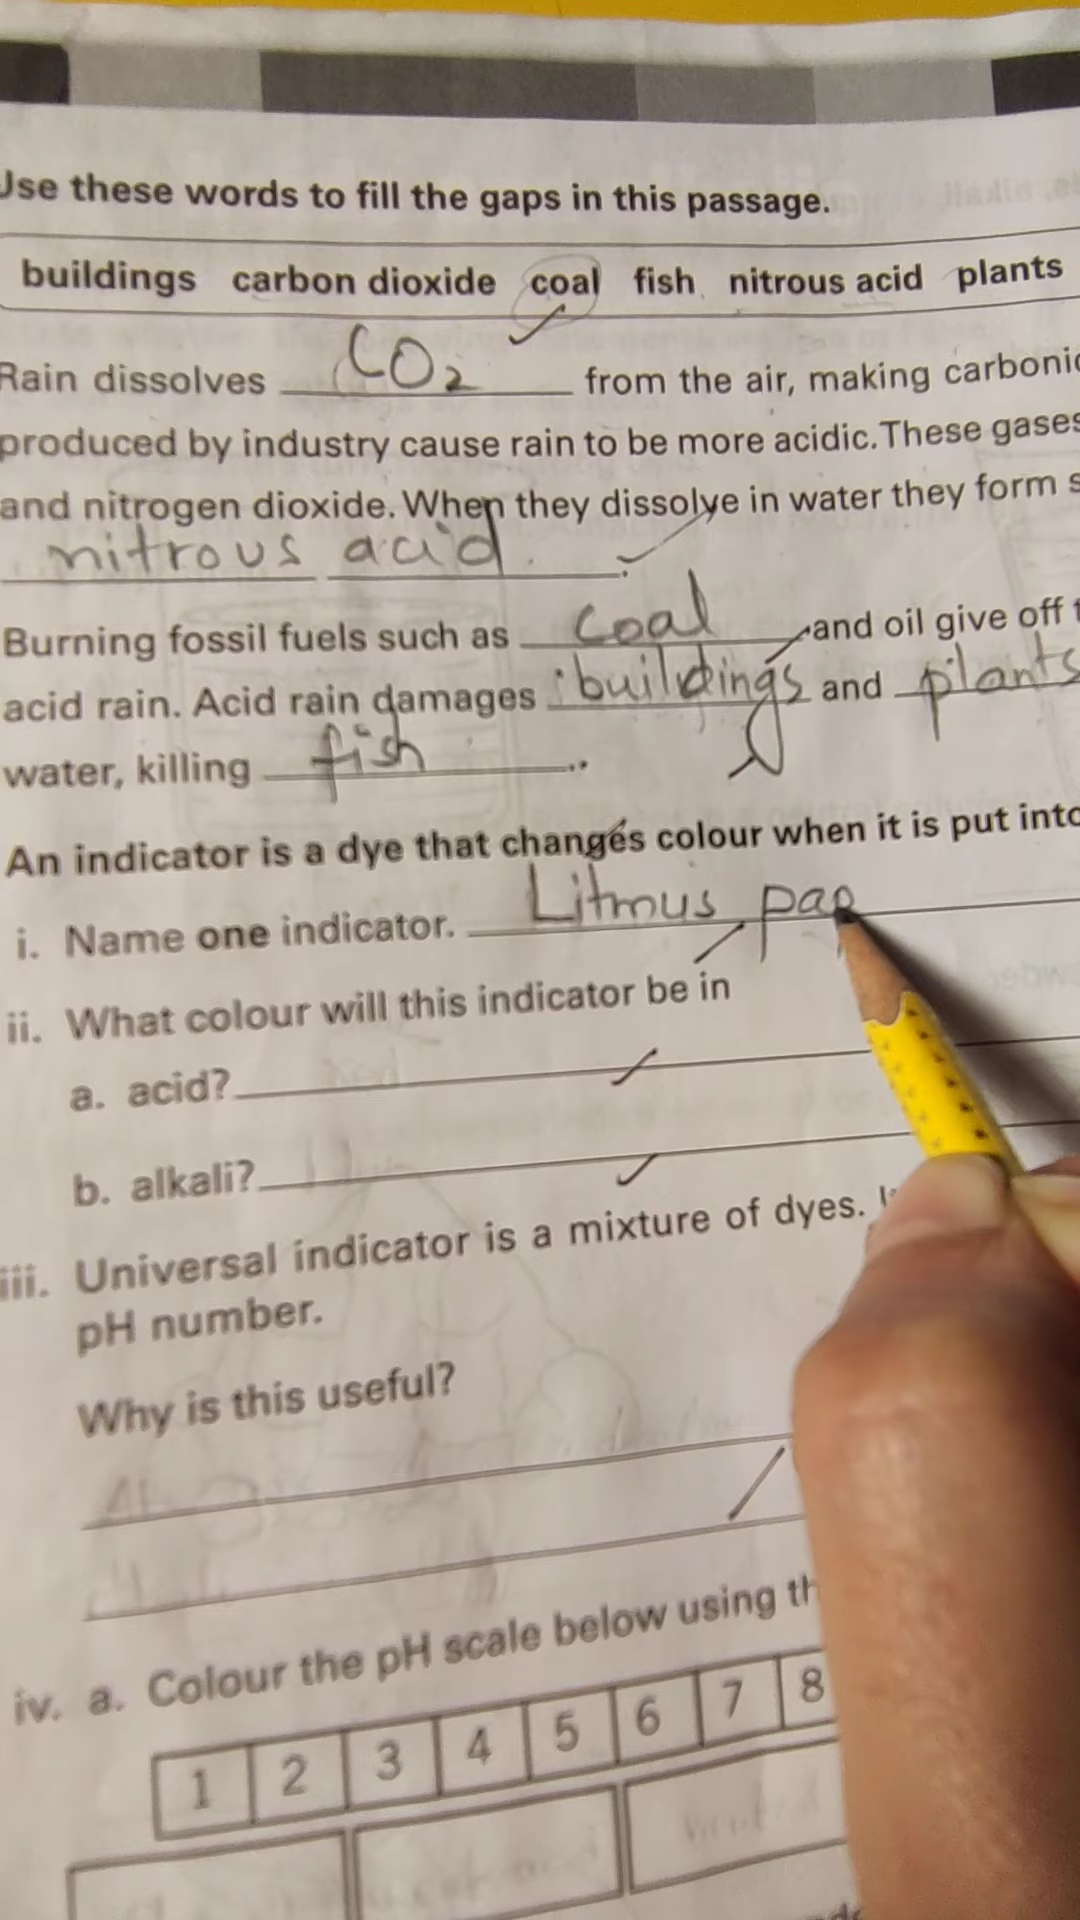 Use these words to fill the gaps in this passage.
buildings carbon dioxide coal fish nitrous acid plants
Rain dissolves CO₂ from the air, making carbonic
produced by industry cause rain to be more acidic. These gases
and nitrogen dioxide. When they dissolve in water they form s
nitrous acid.
Burning fossil fuels such as coal and oil give off t
acid rain. Acid rain damages buildings and plants
water, killing fish.
An indicator is a dye that changes colour when it is put into
i. Name one indicator. Litmus pap
ii. What colour will this indicator be in
a. acid?
b. alkali?
iii. Universal indicator is a mixture of dyes.
pH number.
Why is this useful?
iv. a. Colour the pH scale below using th
1 2 3 4 5 6 7 8